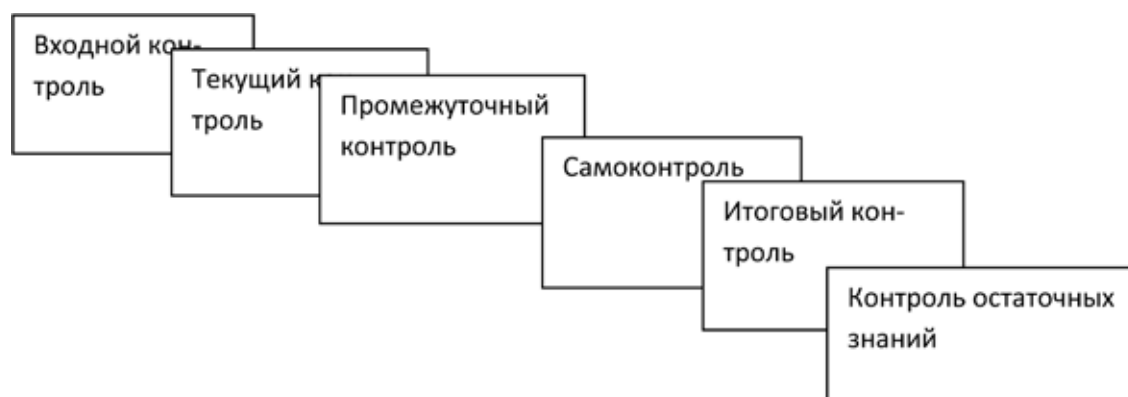 Входной кон-
троль
Текущий к
троль
Промежуточный
контроль
Самоконтроль
Итоговый кон-
троль
Контроль остаточных
знаний